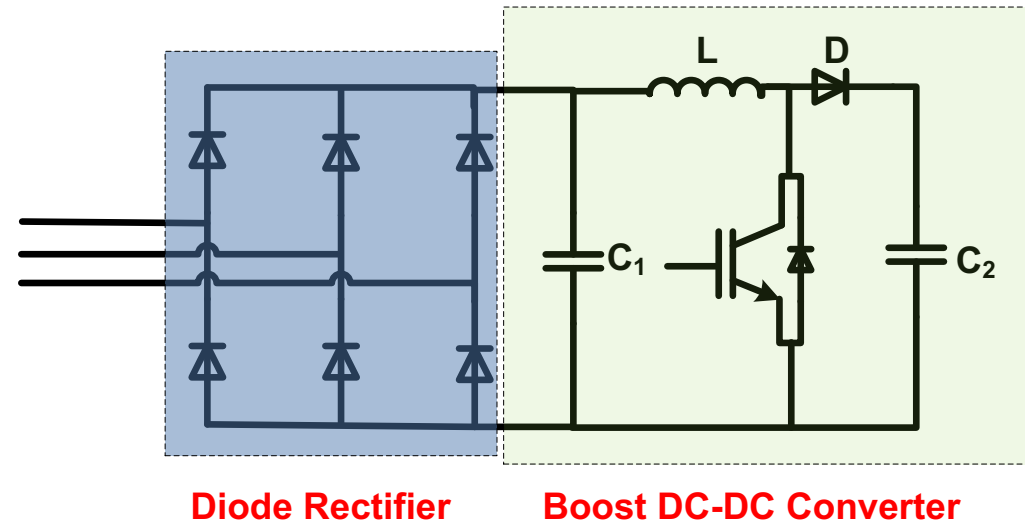 L
D
C₁
C₂
Diode Rectifier
Boost DC-DC Converter